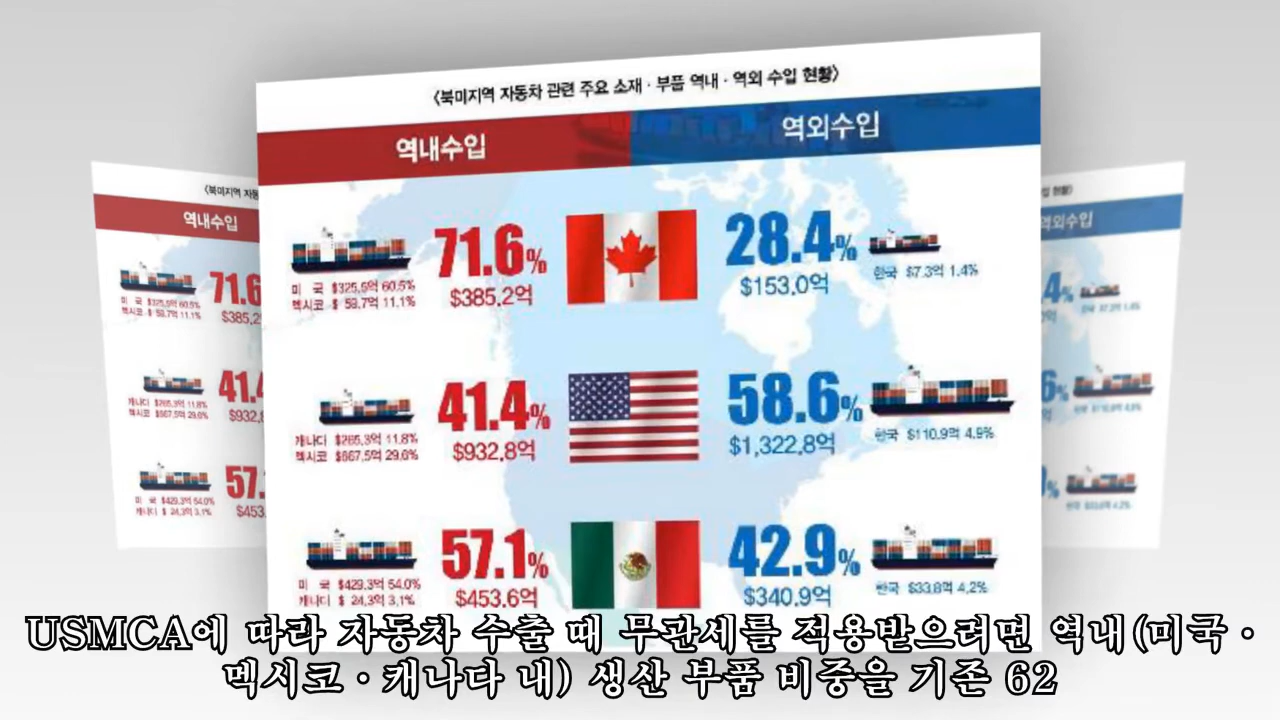 〈북미지역 자동차 관련 주요 소재 · 부품 역내 · 역외 수입 현황〉
역내수입
역외수입
71.6%
$385.2억
미 국 $325.5억 60.5%
멕시코 $ 59.7억 11.1%
28.4%
$153.0억
한국 $7.3억 1.4%
41.4%
$932.8억
캐나다 $265.3억 11.8%
멕시코 $667.5억 29.6%
58.6%
$1,322.8억
한국 $110.9억 4.9%
57.1%
$453.6억
미 국 $429.3억 54.0%
캐나다 $ 24.3억 3.1%
42.9%
$340.9억
한국 $33.8억 4.2%
USMCA에 따라 자동차 수출 때 무관세를 적용받으려면 역내(미국·
멕시코·캐나다 내) 생산 부품 비중을 기존 62